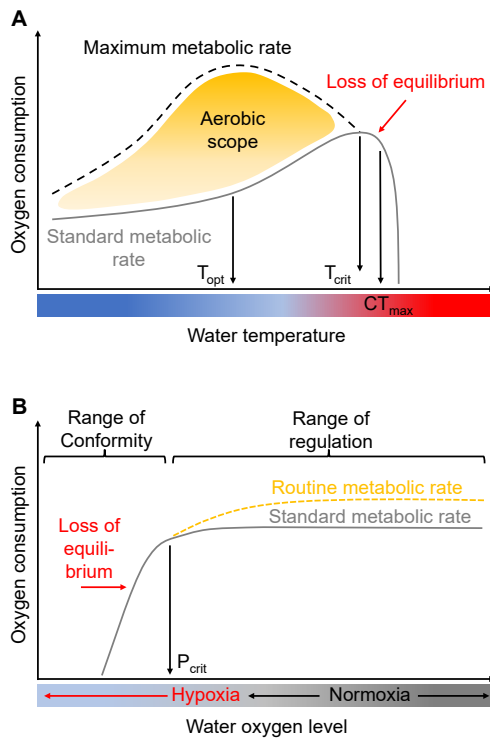 A
Maximum metabolic rate
Loss of equilibrium
Aerobic
scope
Oxygen consumption
Standard metabolic
rate
Topt
Tcrit
CTmax
Water temperature
B
Range of
Conformity
Range of
regulation
Routine metabolic rate
Standard metabolic rate
Loss of
equili-
brium
Oxygen consumption
Pcrit
Hypoxia
Normoxia
Water oxygen level